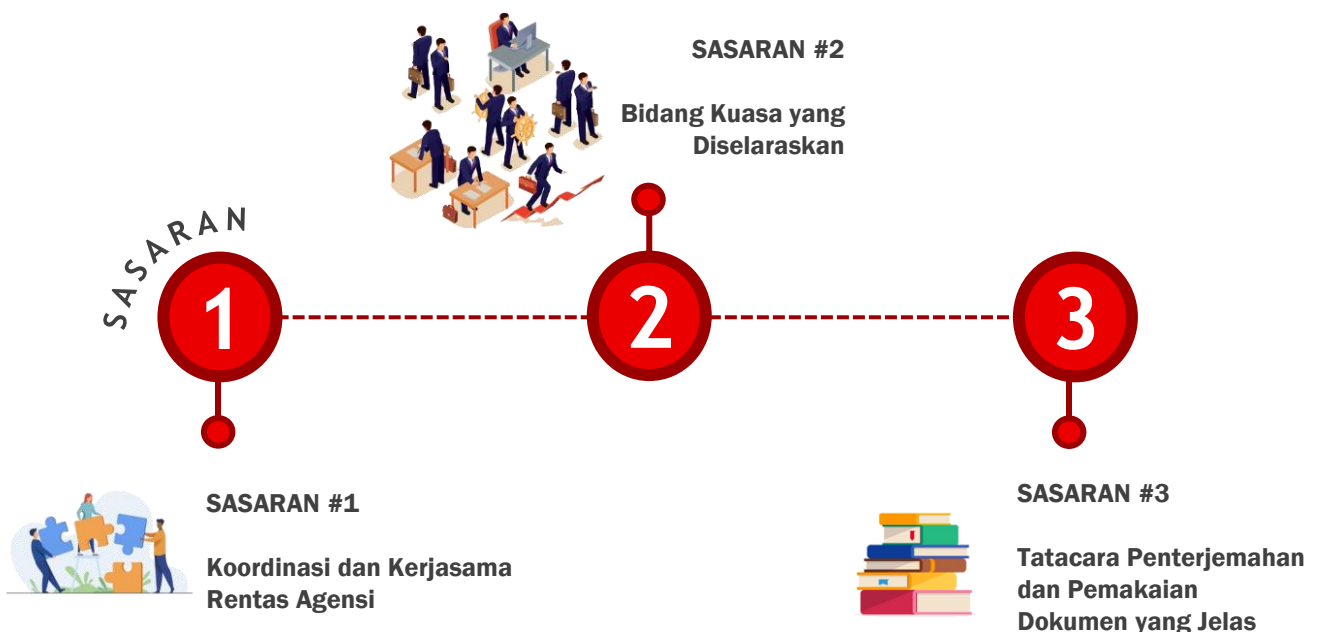 SASARAN #2
Bidang Kuasa yang
Diselaraskan
SASARAN
1
2
3
SASARAN #1
Koordinasi dan Kerjasama
Rentas Agensi
SASARAN #3
Tatacara Penterjemahan
dan Pemakaian
Dokumen yang Jelas